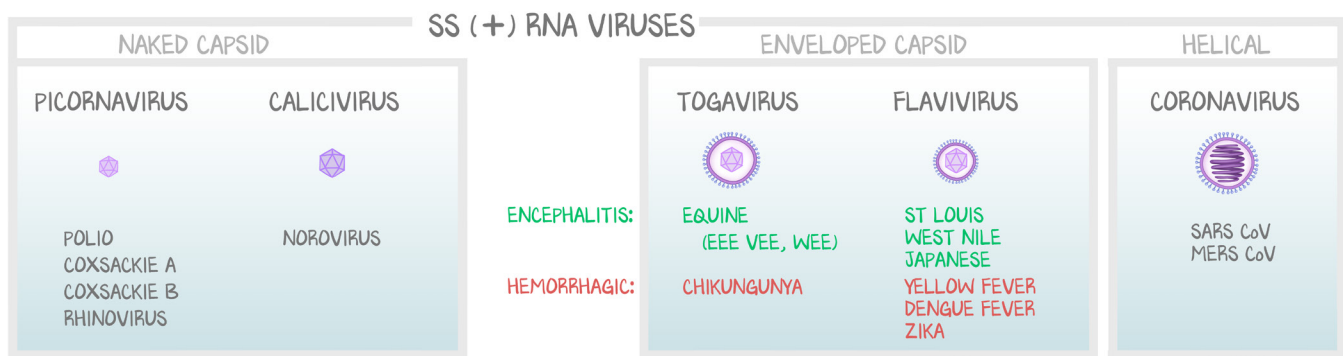 SS (+) RNA VIRUSES
NAKED CAPSID
PICORNAVIRUS
CALICIVIRUS
POLIO
COXSACKIE A
COXSACKIE B
RHINOVIRUS
NOROVIRUS
ENVELOPED CAPSID
TOGAVIRUS
FLAVIVIRUS
ENCEPHALITIS:
EQUINE
(EEE VEE, WEE)
ST LOUIS
WEST NILE
JAPANESE
HEMORRHAGIC:
CHIKUNGUNYA
YELLOW FEVER
DENGUE FEVER
ZIKA
HELICAL
CORONAVIRUS
SARS CoV
MERS CoV